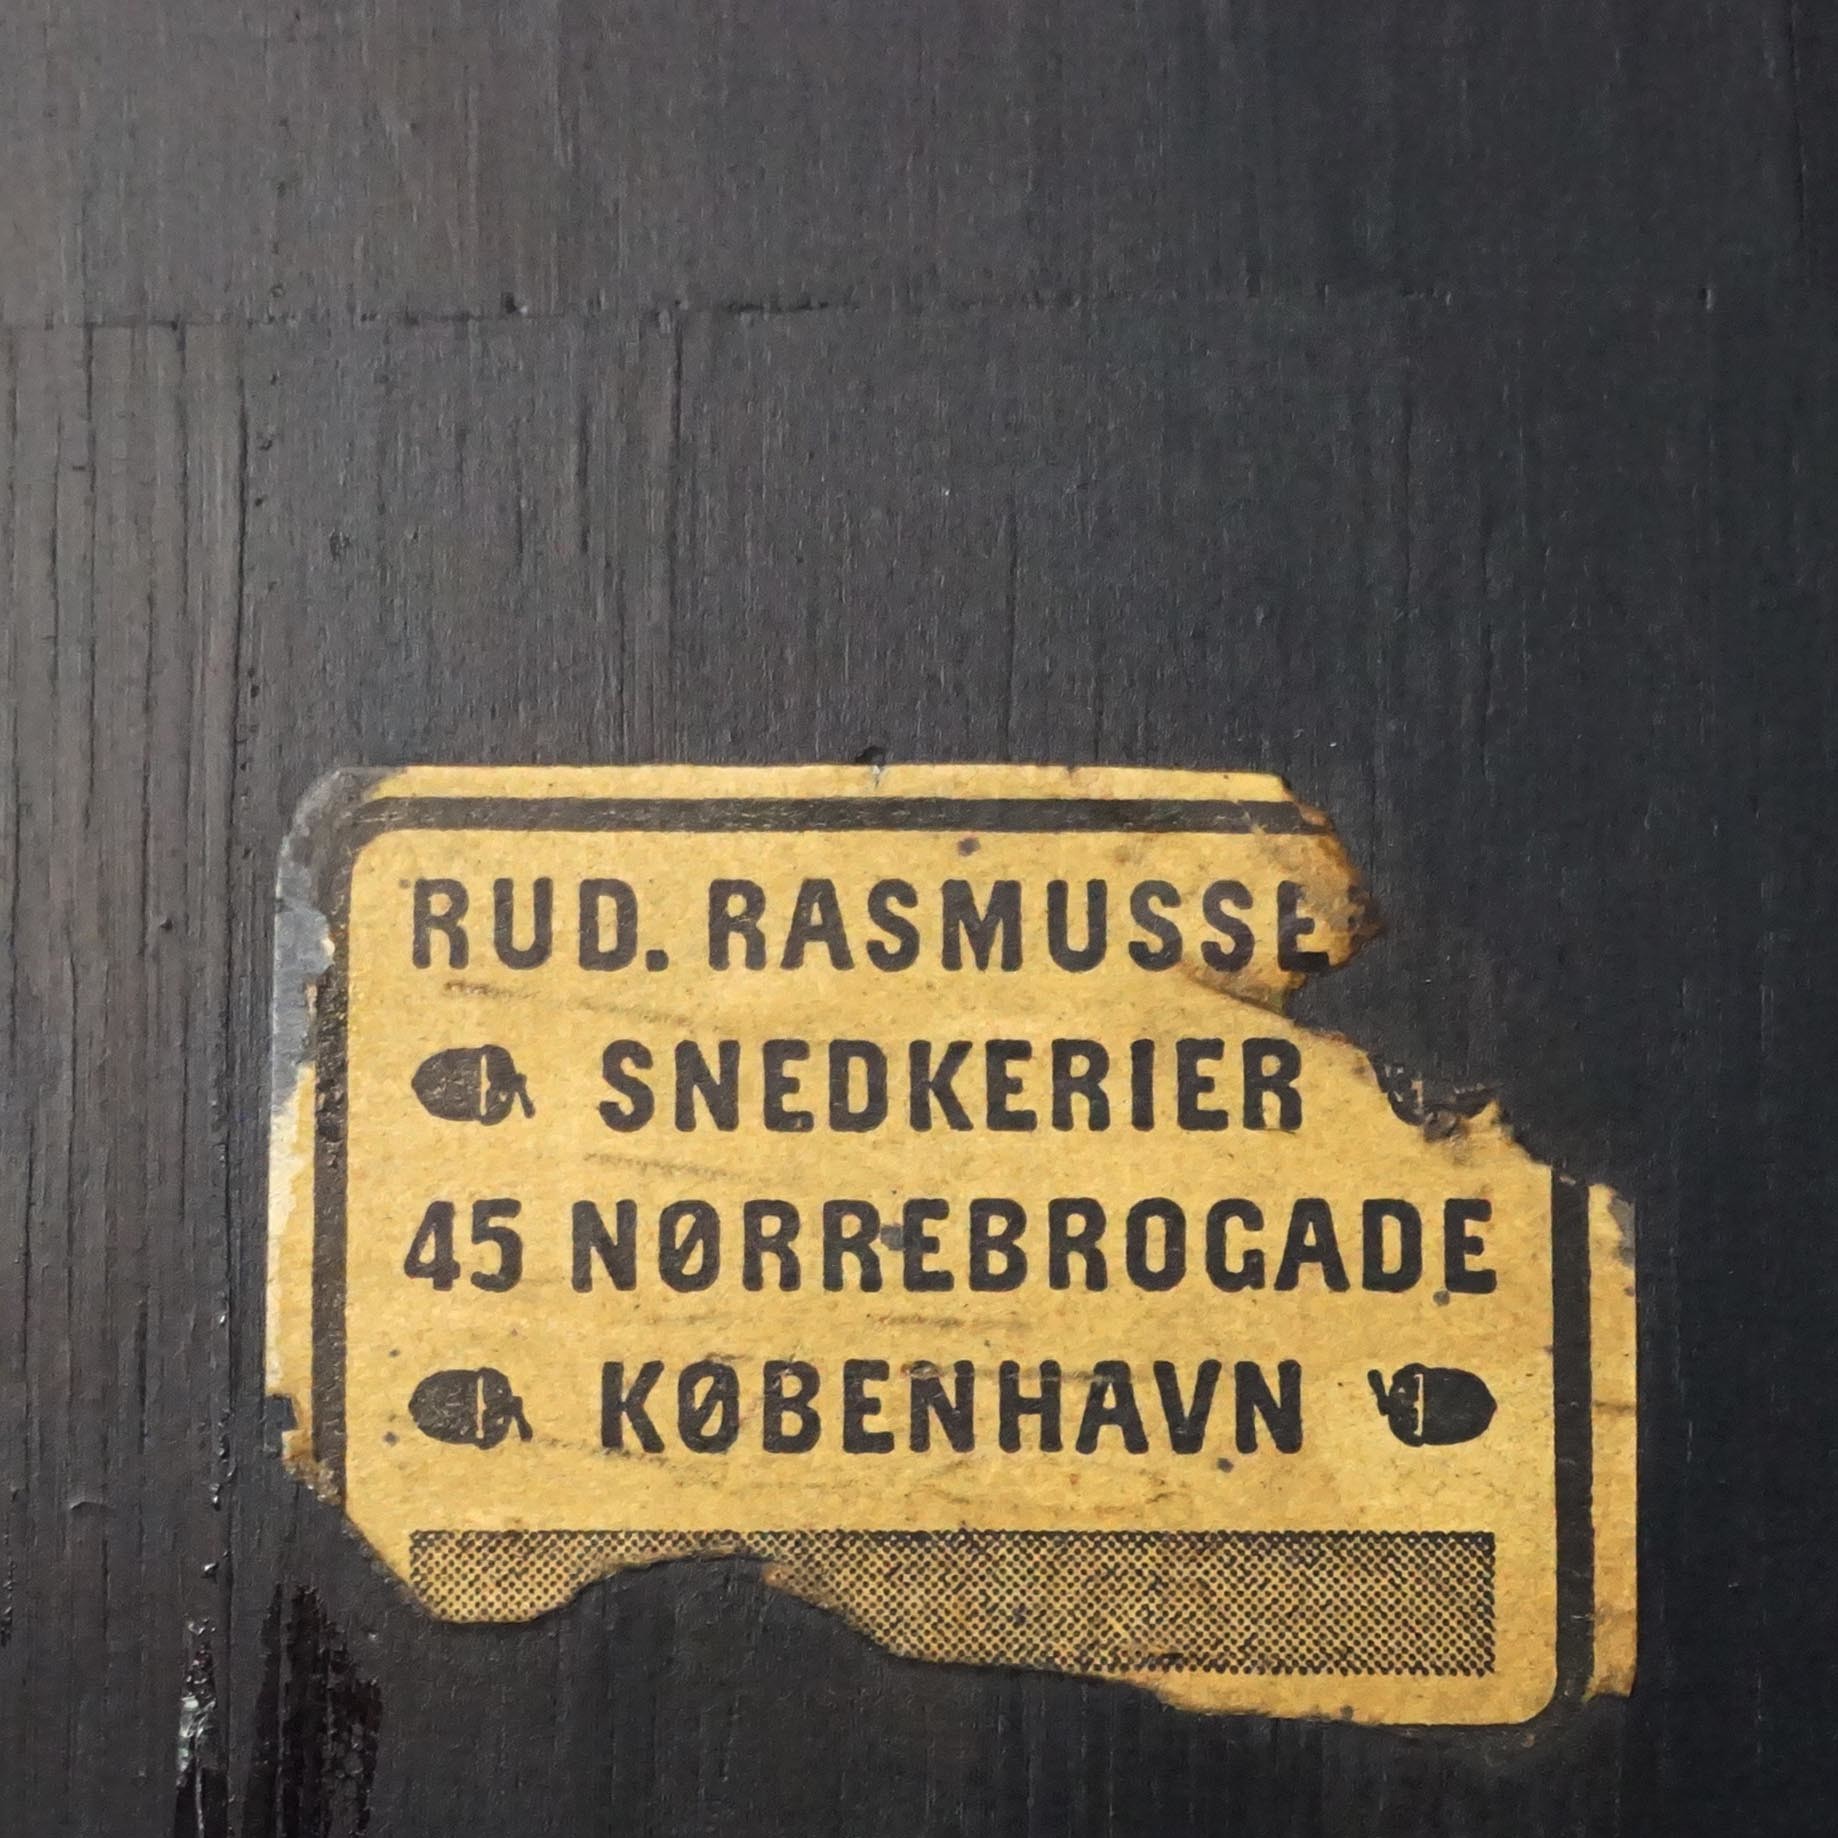 RUD. RASMUSSE
SNEDKERIER
45 NØRREBROGADE
KØBENHAVN